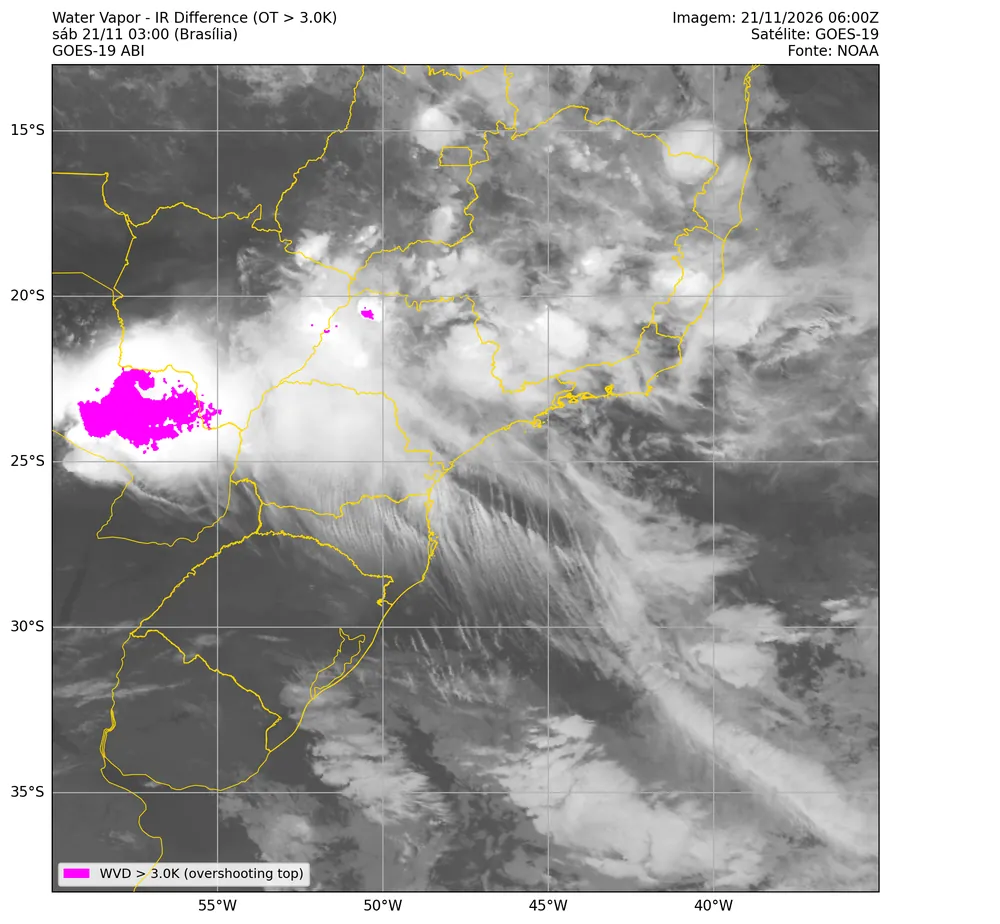 Water Vapor - IR Difference (OT > 3.0K)
sáb 21/11 03:00 (Brasília)
GOES-19 ABI
Imagem: 21/11/2026 06:00Z
Satélite: GOES-19
Fonte: NOAA
15°S
20°S
25°S
30°S
35°S
WVD > 3.0K (overshooting top)
55°W
50°W
45°W
40°W